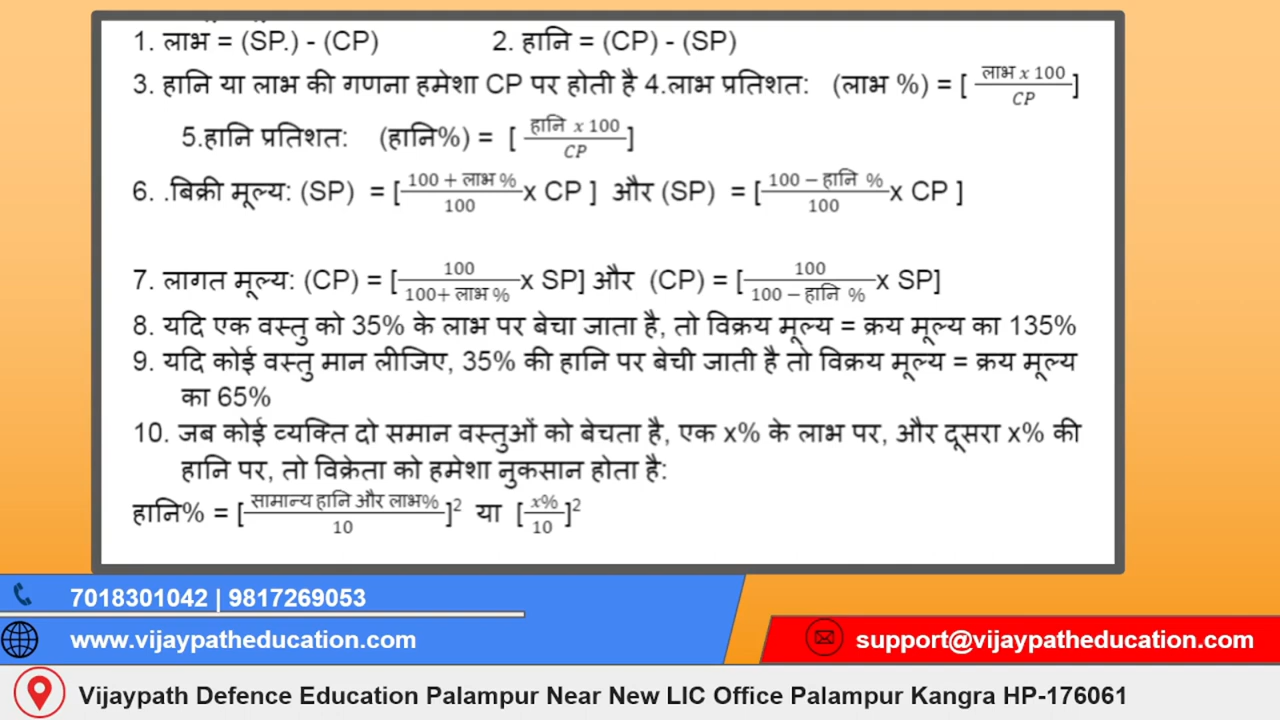 1. लाभ = (SP.) - (CP) 2. हानि = (CP) - (SP)
3. हानि या लाभ की गणना हमेशा CP पर होती है 4.लाभ प्रतिशत: (लाभ %) = [ लाभ x 100 / CP ]
5.हानि प्रतिशत: (हानि%) = [ हानि x 100 / CP ]
6. .बिक्री मूल्य: (SP) = [ 100 + लाभ % / 100 x CP ] और (SP) = [ 100 − हानि % / 100 x CP ]
7. लागत मूल्य: (CP) = [ 100 / 100+ लाभ % x SP] और (CP) = [ 100 / 100 − हानि % x SP]
8. यदि एक वस्तु को 35% के लाभ पर बेचा जाता है, तो विक्रय मूल्य = क्रय मूल्य का 135%
9. यदि कोई वस्तु मान लीजिए, 35% की हानि पर बेची जाती है तो विक्रय मूल्य = क्रय मूल्य
का 65%
10. जब कोई व्यक्ति दो समान वस्तुओं को बेचता है, एक x% के लाभ पर, और दूसरा x% की
हानि पर, तो विक्रेता को हमेशा नुकसान होता है:
हानि% = [ सामान्य हानि और लाभ% / 10 ]² या [ x% / 10 ]²
7018301042 | 9817269053
www.vijaypatheducation.com
support@vijaypatheducation.com
Vijaypath Defence Education Palampur Near New LIC Office Palampur Kangra HP-176061